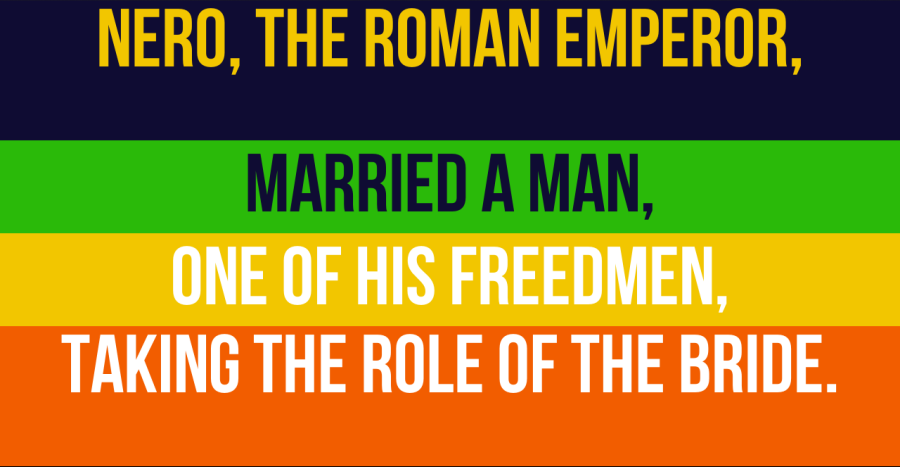 NERO, THE ROMAN EMPEROR,
MARRIED A MAN,
ONE OF HIS FREEDMEN,
TAKING THE ROLE OF THE BRIDE.